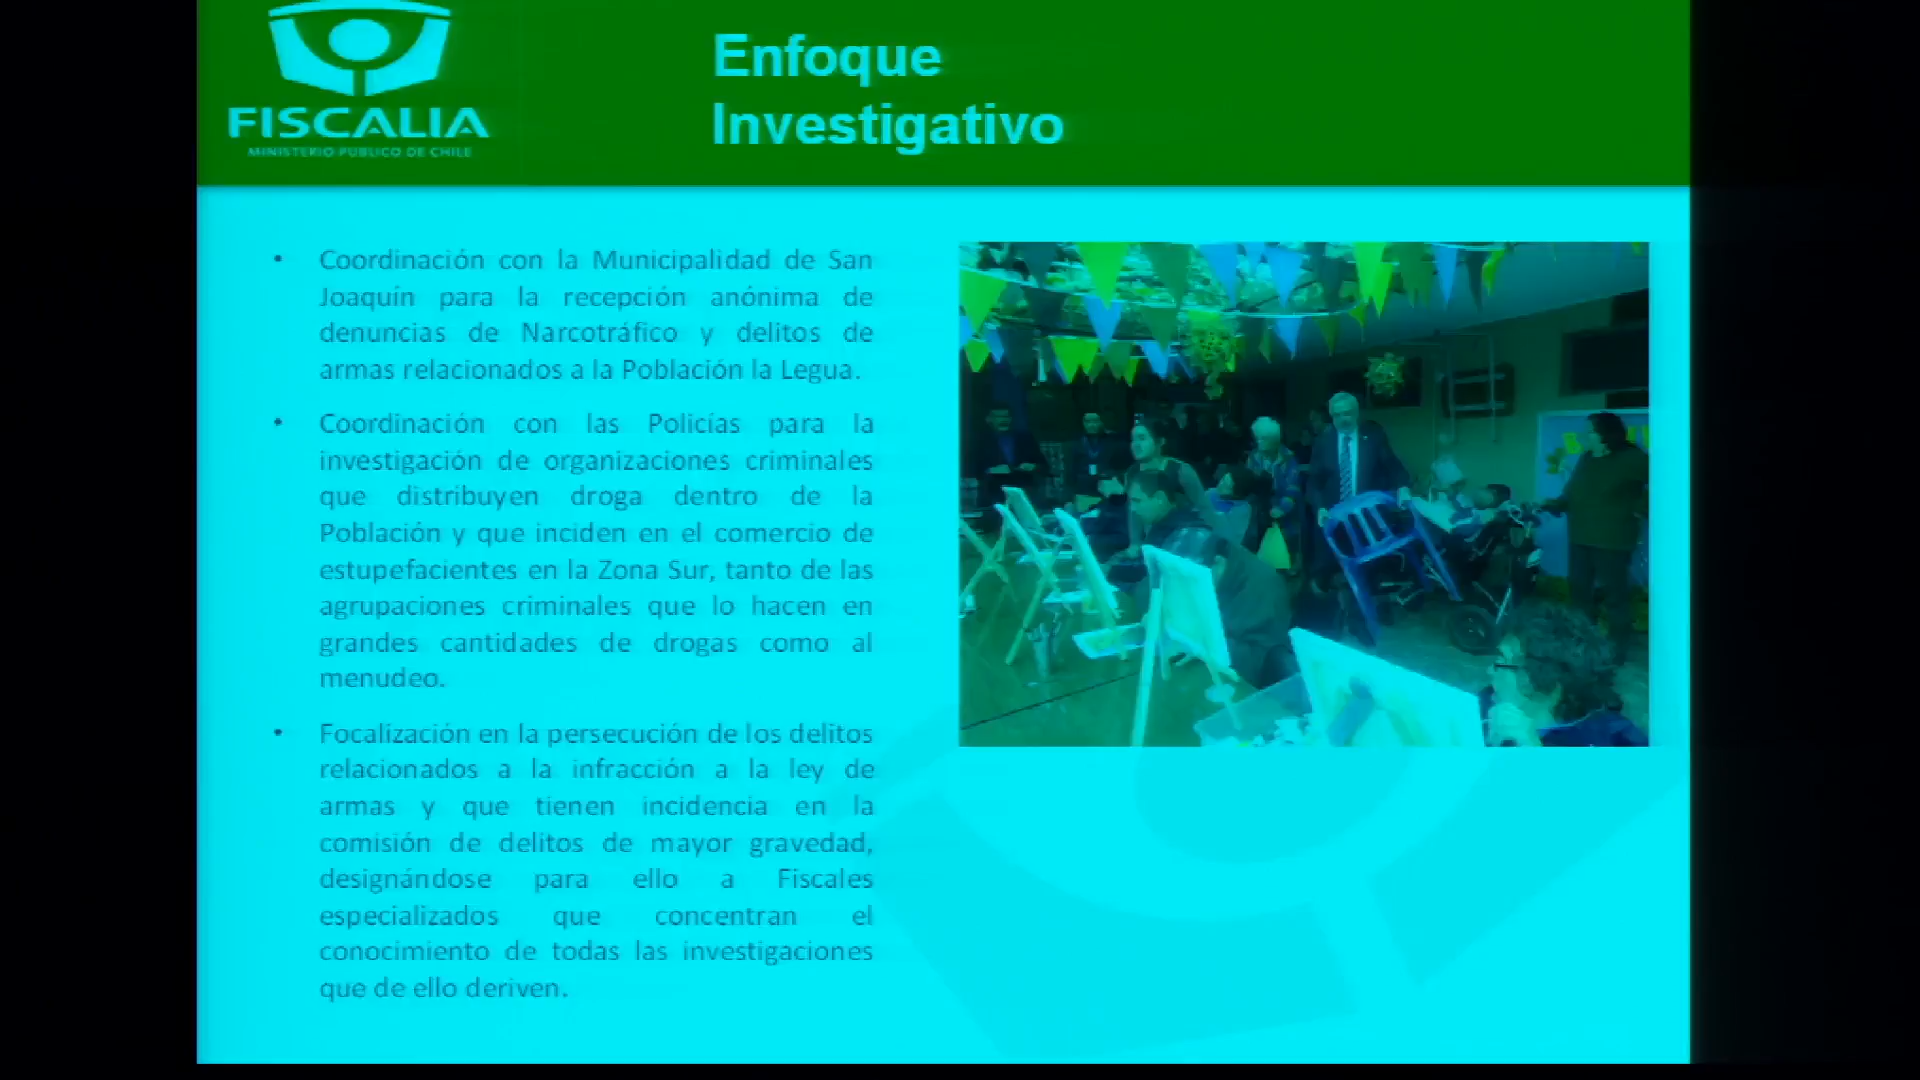 FISCALIA
MINISTERIO PUBLICO DE CHILE
Enfoque
Investigativo
• Coordinación con la Municipalidad de San
Joaquín para la recepción anónima de
denuncias de Narcotráfico y delitos de
armas relacionados a la Población la Legua.
• Coordinación con las Policías para la
investigación de organizaciones criminales
que distribuyen droga dentro de la
Población y que inciden en el comercio de
estupefacientes en la Zona Sur, tanto de las
agrupaciones criminales que lo hacen en
grandes cantidades de drogas como al
menudeo.
• Focalización en la persecución de los delitos
relacionados a la infracción a la ley de
armas y que tienen incidencia en la
comisión de delitos de mayor gravedad,
designándose para ello a Fiscales
especializados que concentran el
conocimiento de todas las investigaciones
que de ello deriven.